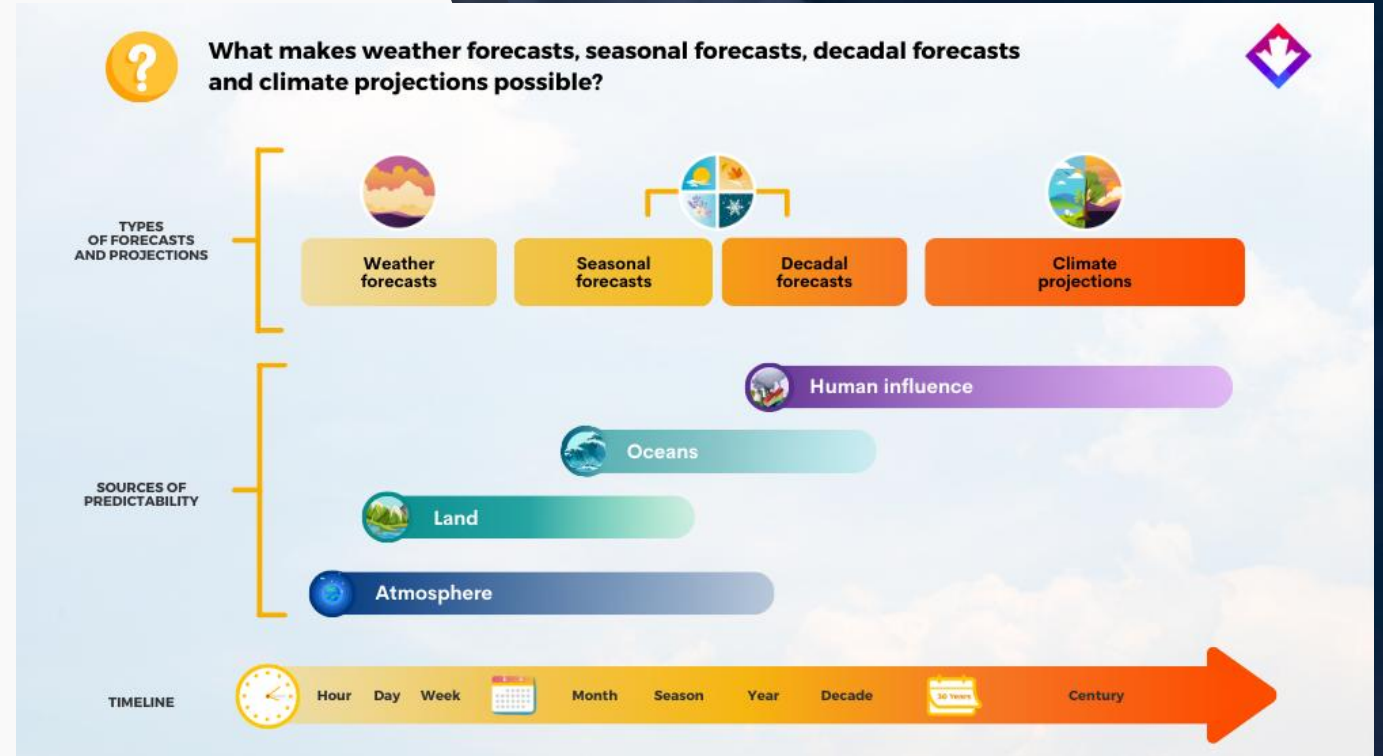 What makes weather forecasts, seasonal forecasts, decadal forecasts
and climate projections possible?
TYPES
OF FORECASTS
AND PROJECTIONS
Weather
forecasts
Seasonal
forecasts
Decadal
forecasts
Climate
projections
SOURCES OF
PREDICTABILITY
Human influence
Oceans
Land
Atmosphere
TIMELINE
Hour Day Week Month Season Year Decade 30 Years Century